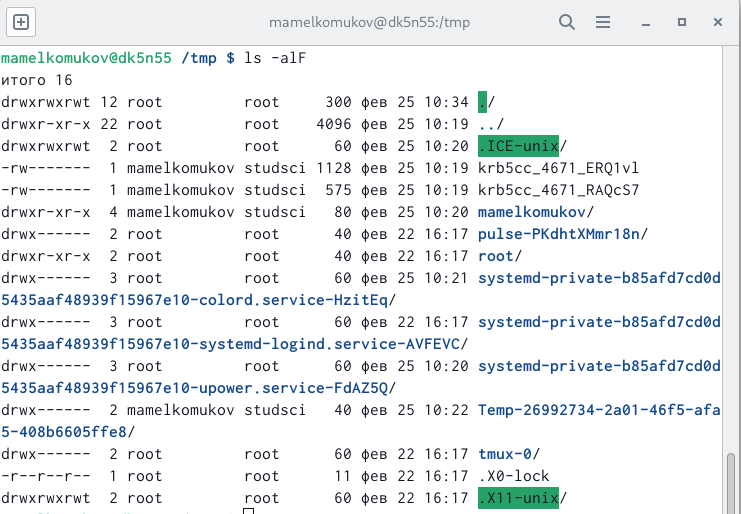 mamelkomukov@dk5n55:/tmp
mamelkomukov@dk5n55 /tmp $ ls -alF
итого 16
drwxrwxrwt 12 root         root     300 фев 25 10:34 ./
drwxr-xr-x 22 root         root    4096 фев 25 10:19 ../
drwxrwxrwt  2 root         root      60 фев 25 10:20 .ICE-unix/
-rw-------  1 mamelkomukov studsci 1128 фев 25 10:19 krb5cc_4671_ERQ1vl
-rw-------  1 mamelkomukov studsci  575 фев 25 10:19 krb5cc_4671_RAQcS7
drwxr-xr-x  4 mamelkomukov studsci   80 фев 25 10:20 mamelkomukov/
drwx------  2 root         root      40 фев 22 16:17 pulse-PKdhtXMmr18n/
drwxr-xr-x  2 root         root      40 фев 22 16:17 root/
drwx------  3 root         root      60 фев 25 10:21 systemd-private-b85afd7cd0d
5435aaf48939f15967e10-colord.service-HzitEq/
drwx------  3 root         root      60 фев 22 16:17 systemd-private-b85afd7cd0d
5435aaf48939f15967e10-systemd-logind.service-AVFEVC/
drwx------  3 root         root      60 фев 25 10:20 systemd-private-b85afd7cd0d
5435aaf48939f15967e10-upower.service-FdAZ5Q/
drwx------  2 mamelkomukov studsci   40 фев 25 10:22 Temp-26992734-2a01-46f5-afa
5-408b6605ffe8/
drwx------  2 root         root      60 фев 22 16:17 tmux-0/
-r--r--r--  1 root         root      11 фев 22 16:17 .X0-lock
drwxrwxrwt  2 root         root      60 фев 22 16:17 .X11-unix/